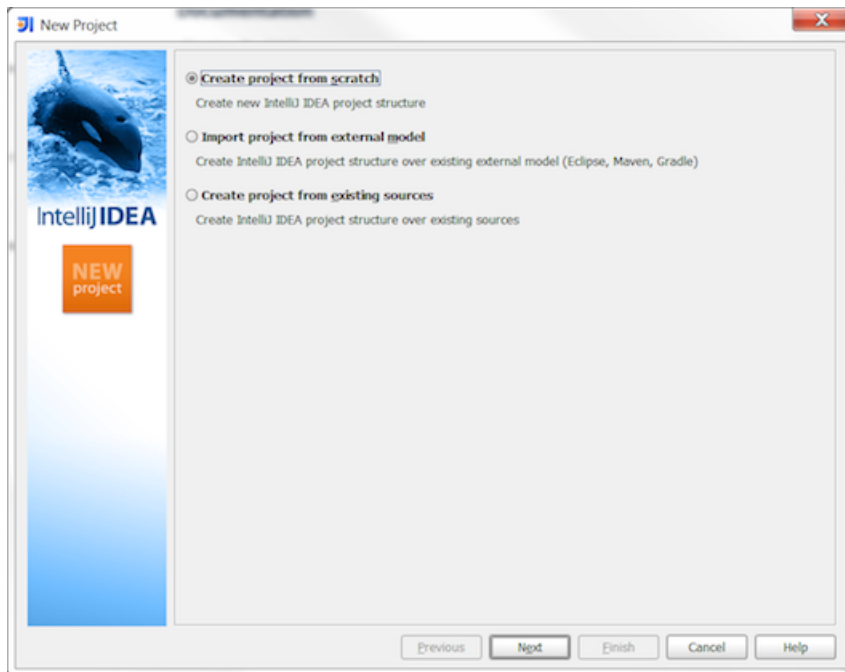 New Project
Create project from scratch
Create new IntelliJ IDEA project structure
Import project from external model
Create IntelliJ IDEA project structure over existing external model (Eclipse, Maven, Gradle)
Create project from existing sources
Create IntelliJ IDEA project structure over existing sources
IntelliJIDEA
NEW
project
Previous Next Finish Cancel Help